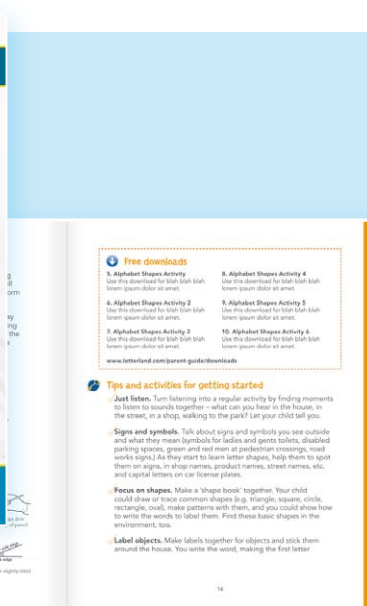 Free downloads
5. Alphabet Shapes Activity
Use this download for blah blah blah
lorem ipsum dolor sit amet.
6. Alphabet Shapes Activity 2
Use this download for blah blah blah
lorem ipsum dolor sit amet.
7. Alphabet Shapes Activity 3
Use this download for blah blah blah
lorem ipsum dolor sit amet.
8. Alphabet Shapes Activity 4
Use this download for blah blah blah
lorem ipsum dolor sit amet.
9. Alphabet Shapes Activity 5
Use this download for blah blah blah
lorem ipsum dolor sit amet.
10. Alphabet Shapes Activity 6
Use this download for blah blah blah
lorem ipsum dolor sit amet.
www.letterland.com/parent-guide/downloads
Tips and activities for getting started
Just listen. Turn listening into a regular activity by finding moments
to listen to sounds together – what can you hear in the house, in
the street, in a shop, walking to the park? Let your child tell you.
Signs and symbols. Talk about signs and symbols you see outside
and what they mean (symbols for ladies and gents toilets, disabled
parking spaces, green and red men at pedestrian crossings, road
works signs.) As they start to learn letter shapes, help them to spot
them on signs, in shop names, product names, street names, etc.
and capital letters on car license plates.
Focus on shapes. Make a 'shape book' together. Your child
could draw or trace common shapes (e.g. triangle, square, circle,
rectangle, oval), make patterns with them, and you could show how
to write the words to label them. Find these basic shapes in the
environment, too.
Label objects. Make labels together for objects and stick them
around the house. You write the word, making the first letter
14